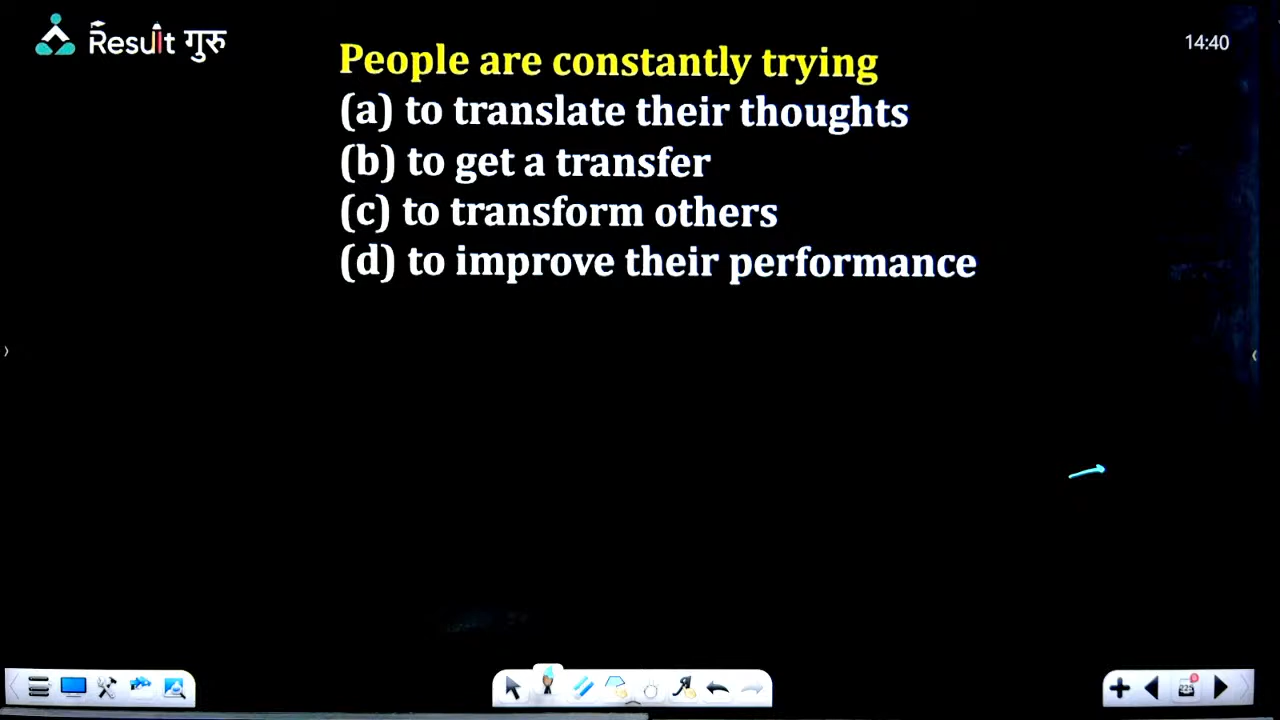 Result गुरु
14:40
People are constantly trying
(a) to translate their thoughts
(b) to get a transfer
(c) to transform others
(d) to improve their performance